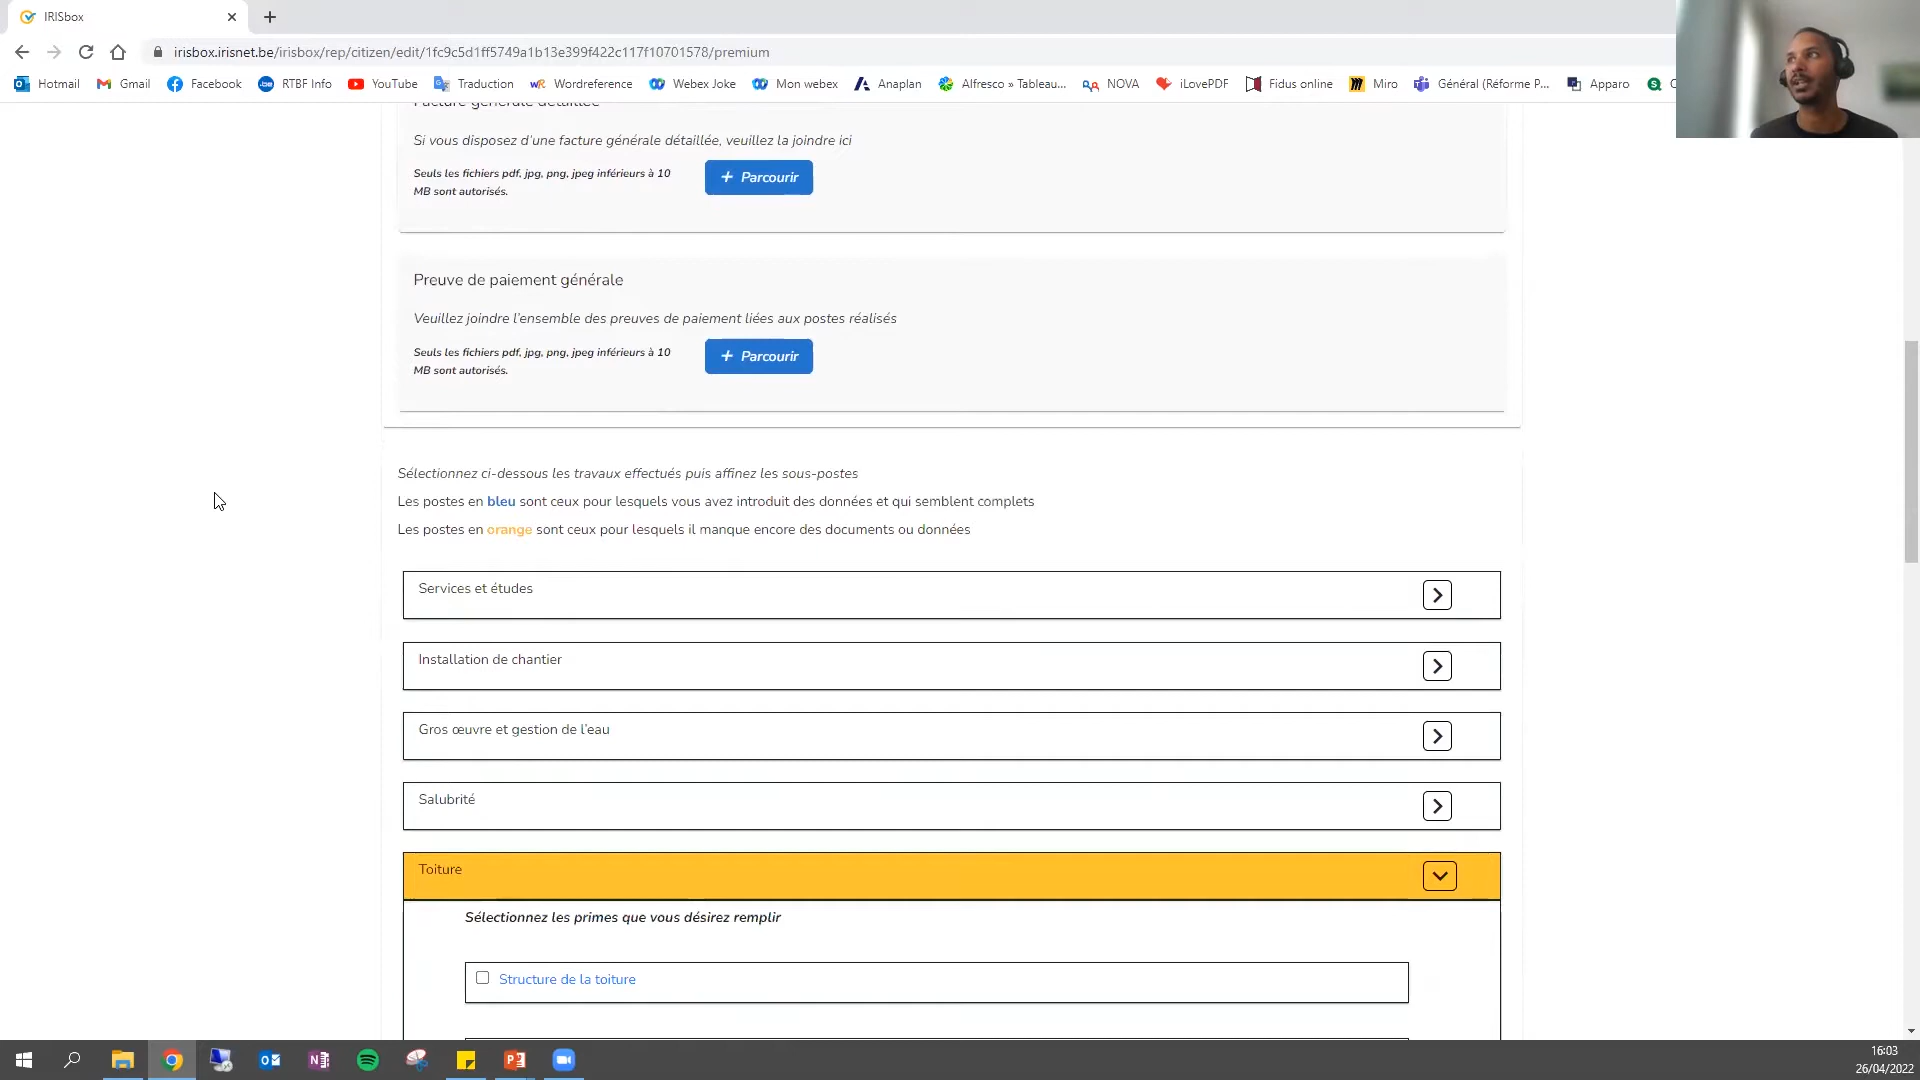 IRISbox
irisbox.irisnet.be/irisbox/rep/citizen/edit/1fc9c5d1ff5749a1b13e399f422c117f10701578/premium
Hotmail Gmail Facebook RTBF Info YouTube Traduction Wordreference Webex Joke Mon webex Anaplan Alfresco » Tableau... NOVA iLovePDF Fidus online Miro Général (Réforme P... Apparo
Facture générale détaillée
Si vous disposez d'une facture générale détaillée, veuillez la joindre ici
Seuls les fichiers pdf, jpg, png, jpeg inférieurs à 10
MB sont autorisés.
+ Parcourir
Preuve de paiement générale
Veuillez joindre l'ensemble des preuves de paiement liées aux postes réalisés
Seuls les fichiers pdf, jpg, png, jpeg inférieurs à 10
MB sont autorisés.
+ Parcourir
Sélectionnez ci-dessous les travaux effectués puis affinez les sous-postes
Les postes en bleu sont ceux pour lesquels vous avez introduit des données et qui semblent complets
Les postes en orange sont ceux pour lesquels il manque encore des documents ou données
Services et études
Installation de chantier
Gros œuvre et gestion de l'eau
Salubrité
Toiture
Sélectionnez les primes que vous désirez remplir
Structure de la toiture
16:03
26/04/2022